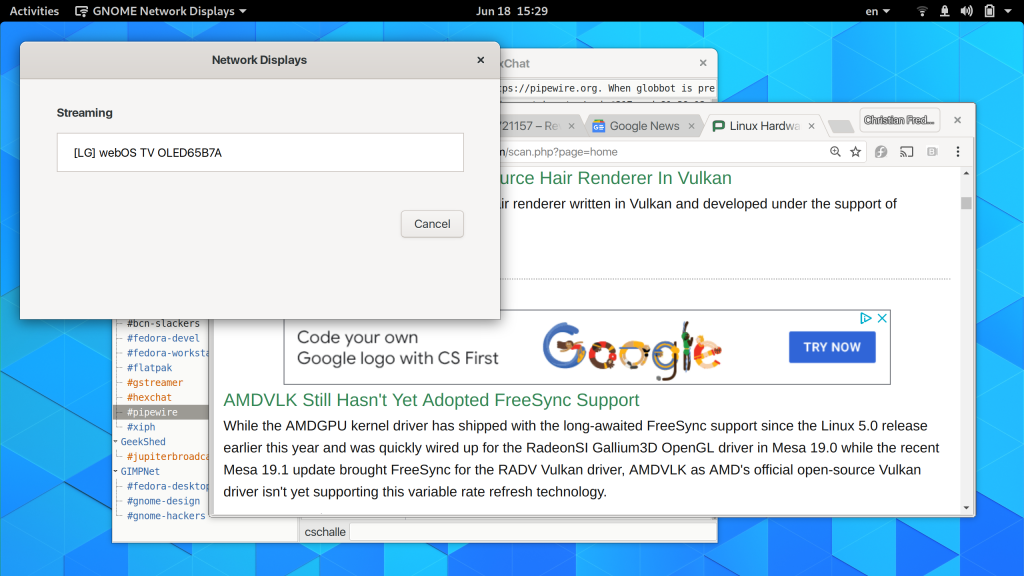 Activities
GNOME Network Displays
Jun 18 15:29
en
Network Displays
Streaming
[LG] webOS TV OLED65B7A
Cancel
ps://pipewire.org. When globbot is pre
21157 –
Google News
Linux Hardwa
Christian Fred...
/scan.php?page=home
urce Hair Renderer In Vulkan
ir renderer written in Vulkan and developed under the support of
Code your own
Google logo with CS First
Google
TRY NOW
AMDVLK Still Hasn't Yet Adopted FreeSync Support
While the AMDGPU kernel driver has shipped with the long-awaited FreeSync support since the Linux 5.0 release
earlier this year and was quickly wired up for the RadeonSI Gallium3D OpenGL driver in Mesa 19.0 while the recent
Mesa 19.1 update brought FreeSync for the RADV Vulkan driver, AMDVLK as AMD's official open-source Vulkan
driver isn't yet supporting this variable rate refresh technology.
#bcn-slackers
#fedora-devel
#fedora-worksta
#flatpak
#gstreamer
#hexchat
#pipewire
#xiph
GeekShed
#jupiterbroadca
GIMPNet
#fedora-desktop
#gnome-design
#gnome-hackers
cschalle